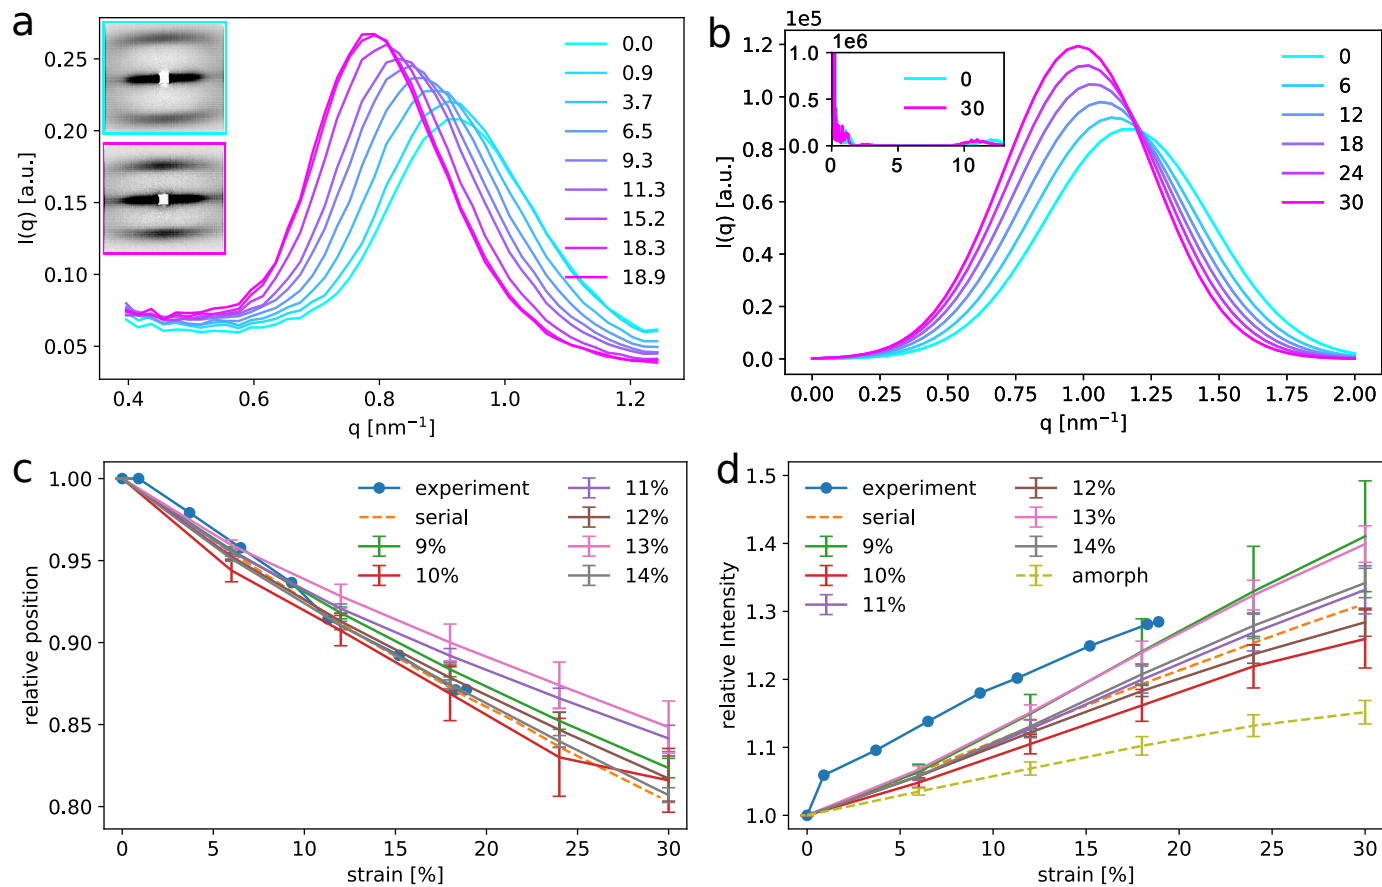 a
0.0
0.9
3.7
6.5
9.3
11.3
15.2
18.3
18.9
0.25
0.20
0.15
0.10
0.05
I(q) [a.u.]
0.4 0.6 0.8 1.0 1.2
q [nm⁻¹]
b
1e5
1e6
1.0
0.5
0.0
0 5 10
0
30
0
6
12
18
24
30
1.2
1.0
0.8
0.6
0.4
0.2
0.0
I(q) [a.u.]
0.00 0.25 0.50 0.75 1.00 1.25 1.50 1.75 2.00
q [nm⁻¹]
c
experiment
serial
9%
10%
11%
12%
13%
14%
1.00
0.95
0.90
0.85
0.80
relative position
0 5 10 15 20 25 30
strain [%]
d
experiment
serial
9%
10%
11%
12%
13%
14%
amorph
1.5
1.4
1.3
1.2
1.1
1.0
relative Intensity
0 5 10 15 20 25 30
strain [%]